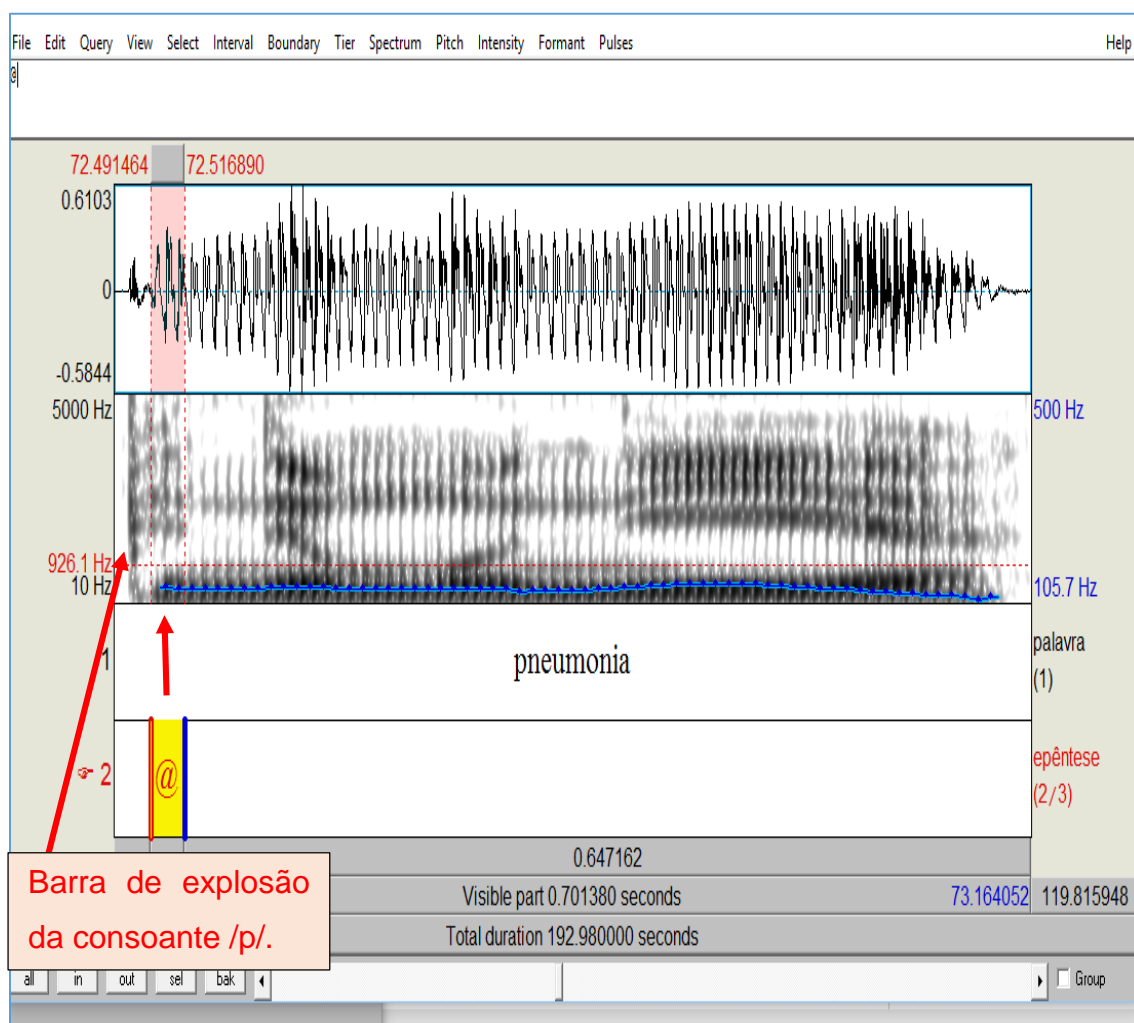 File Edit Query View Select Interval Boundary Tier Spectrum Pitch Intensity Formant Pulses Help
@
72.491464 72.516890
0.6103
0
-0.5844
5000 Hz 500 Hz
926.1 Hz
10 Hz 105.7 Hz
1 pneumonia palavra
(1)
☞ 2 @ epêntese
(2/3)
0.647162
Visible part 0.701380 seconds 73.164052 119.815948
Total duration 192.980000 seconds
Barra de explosão
da consoante /p/.
all in out sel bak Group